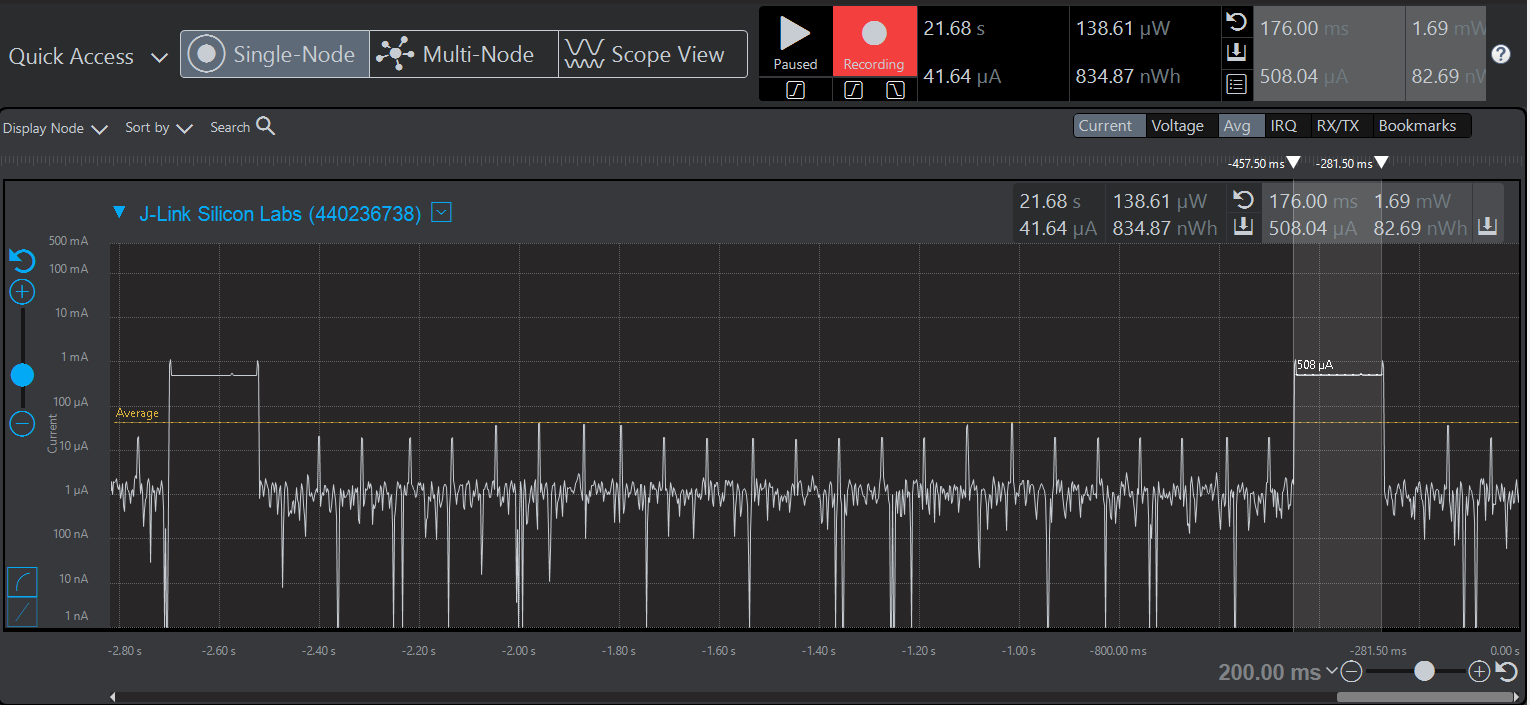 Quick Access
Single-Node
Multi-Node
Scope View
Paused
Recording
21.68 s
138.61 µW
41.64 µA
834.87 nWh
176.00 ms
1.69 mW
508.04 µA
82.69 nW
Display Node
Sort by
Search
Current
Voltage
Avg
IRQ
RX/TX
Bookmarks
-457.50 ms
-281.50 ms
J-Link Silicon Labs (440236738)
21.68 s
138.61 µW
176.00 ms
1.69 mW
41.64 µA
834.87 nWh
508.04 µA
82.69 nWh
500 mA
100 mA
10 mA
1 mA
100 µA
10 µA
1 µA
100 nA
10 nA
1 nA
Current
Average
508 µA
-2.80 s
-2.60 s
-2.40 s
-2.20 s
-2.00 s
-1.80 s
-1.60 s
-1.40 s
-1.20 s
-1.00 s
-800.00 ms
-281.50 ms
0.00 s
200.00 ms